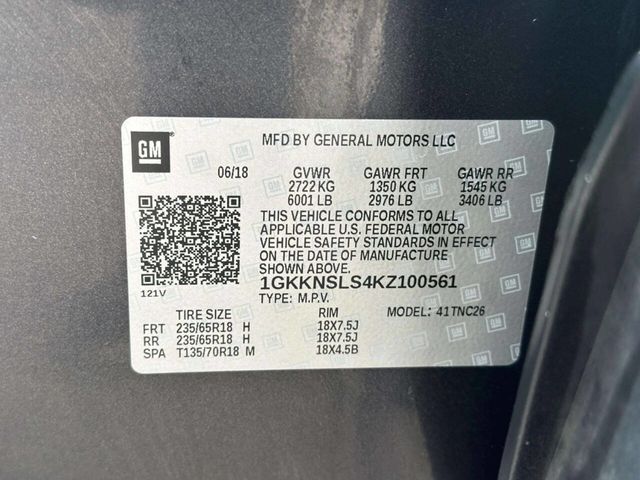 GM
MFD BY GENERAL MOTORS LLC
06/18 GVWR GAWR FRT GAWR RR
2722 KG 1350 KG 1545 KG
6001 LB 2976 LB 3406 LB
THIS VEHICLE CONFORMS TO ALL
APPLICABLE U.S. FEDERAL MOTOR
VEHICLE SAFETY STANDARDS IN EFFECT
ON THE DATE OF MANUFACTURE
SHOWN ABOVE.
1GKKNSLS4KZ100561
121V
TYPE: M.P.V. MODEL: 41TNC26
TIRE SIZE RIM
FRT 235/65R18 H 18X7.5J
RR 235/65R18 H 18X7.5J
SPA T135/70R18 M 18X4.5B